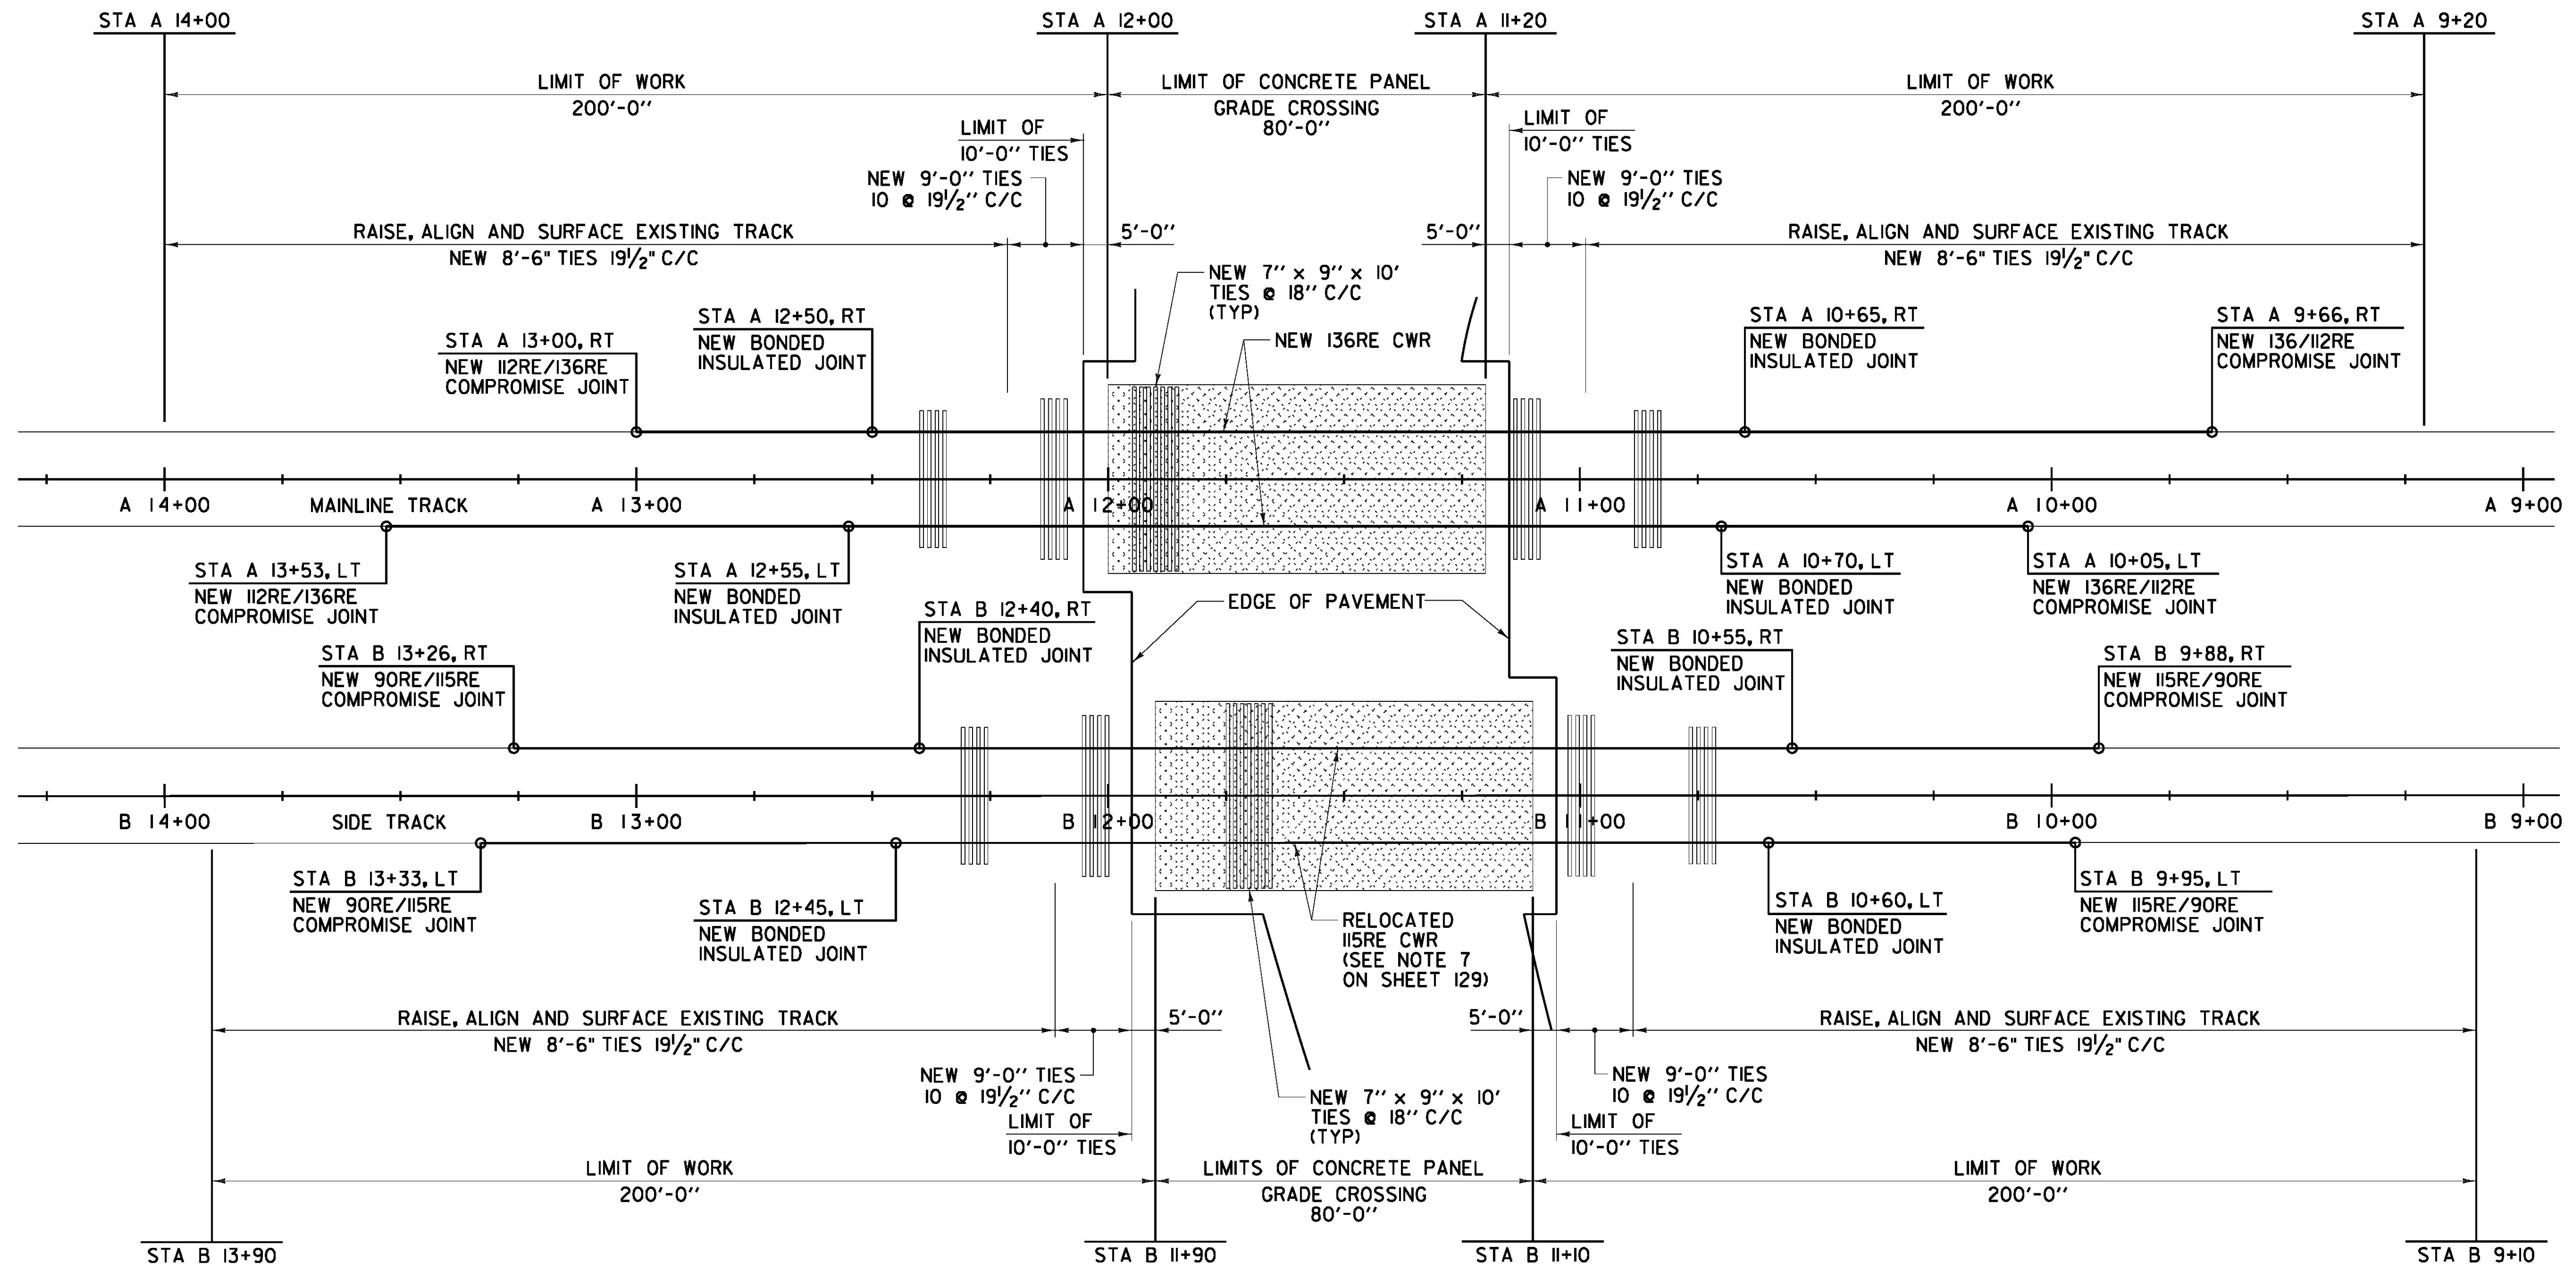 STA A 14+00
STA A 12+00
STA A 11+20
STA A 9+20
LIMIT OF WORK
200'-0''
LIMIT OF CONCRETE PANEL
GRADE CROSSING
80'-0''
LIMIT OF WORK
200'-0''
LIMIT OF
10'-0'' TIES
LIMIT OF
10'-0'' TIES
NEW 9'-0'' TIES
10 @ 19 1/2'' C/C
NEW 9'-0'' TIES
10 @ 19 1/2'' C/C
RAISE, ALIGN AND SURFACE EXISTING TRACK
NEW 8'-6" TIES 19 1/2" C/C
5'-0''
5'-0''
RAISE, ALIGN AND SURFACE EXISTING TRACK
NEW 8'-6" TIES 19 1/2" C/C
NEW 7'' x 9'' x 10'
TIES @ 18'' C/C
(TYP)
NEW 136RE CWR
STA A 13+00, RT
NEW 112RE/136RE
COMPROMISE JOINT
STA A 12+50, RT
NEW BONDED
INSULATED JOINT
STA A 10+65, RT
NEW BONDED
INSULATED JOINT
STA A 9+66, RT
NEW 136/112RE
COMPROMISE JOINT
A 14+00
MAINLINE TRACK
A 13+00
A 12+00
A 11+00
A 10+00
A 9+00
STA A 13+53, LT
NEW 112RE/136RE
COMPROMISE JOINT
STA A 12+55, LT
NEW BONDED
INSULATED JOINT
STA A 10+70, LT
NEW BONDED
INSULATED JOINT
STA A 10+05, LT
NEW 136RE/112RE
COMPROMISE JOINT
EDGE OF PAVEMENT
STA B 13+26, RT
NEW 90RE/115RE
COMPROMISE JOINT
STA B 12+40, RT
NEW BONDED
INSULATED JOINT
STA B 10+55, RT
NEW BONDED
INSULATED JOINT
STA B 9+88, RT
NEW 115RE/90RE
COMPROMISE JOINT
B 14+00
SIDE TRACK
B 13+00
B 12+00
B 11+00
B 10+00
B 9+00
STA B 13+33, LT
NEW 90RE/115RE
COMPROMISE JOINT
STA B 12+45, LT
NEW BONDED
INSULATED JOINT
RELOCATED
115RE CWR
(SEE NOTE 7
ON SHEET 129)
STA B 10+60, LT
NEW BONDED
INSULATED JOINT
STA B 9+95, LT
NEW 115RE/90RE
COMPROMISE JOINT
RAISE, ALIGN AND SURFACE EXISTING TRACK
NEW 8'-6" TIES 19 1/2" C/C
5'-0''
5'-0''
RAISE, ALIGN AND SURFACE EXISTING TRACK
NEW 8'-6" TIES 19 1/2" C/C
NEW 9'-0'' TIES
10 @ 19 1/2'' C/C
NEW 7'' x 9'' x 10'
TIES @ 18'' C/C
(TYP)
NEW 9'-0'' TIES
10 @ 19 1/2'' C/C
LIMIT OF
10'-0'' TIES
LIMIT OF
10'-0'' TIES
LIMIT OF WORK
200'-0''
LIMITS OF CONCRETE PANEL
GRADE CROSSING
80'-0''
LIMIT OF WORK
200'-0''
STA B 13+90
STA B 11+90
STA B 11+10
STA B 9+10